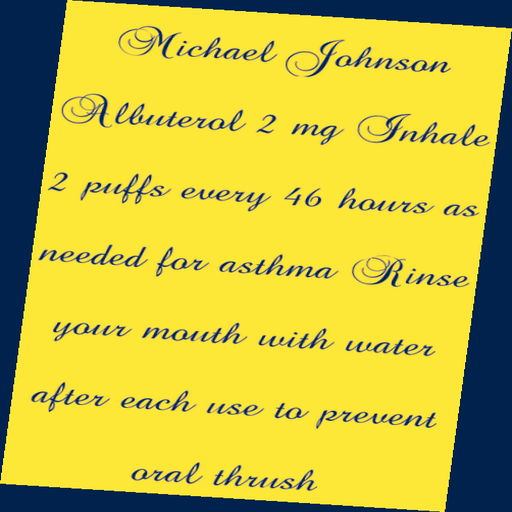 Michael Johnson
Albuterol 2 mg Inhale
2 puffs every 46 hours as
needed for asthma Rinse
your mouth with water
after each use to prevent
oral thrush